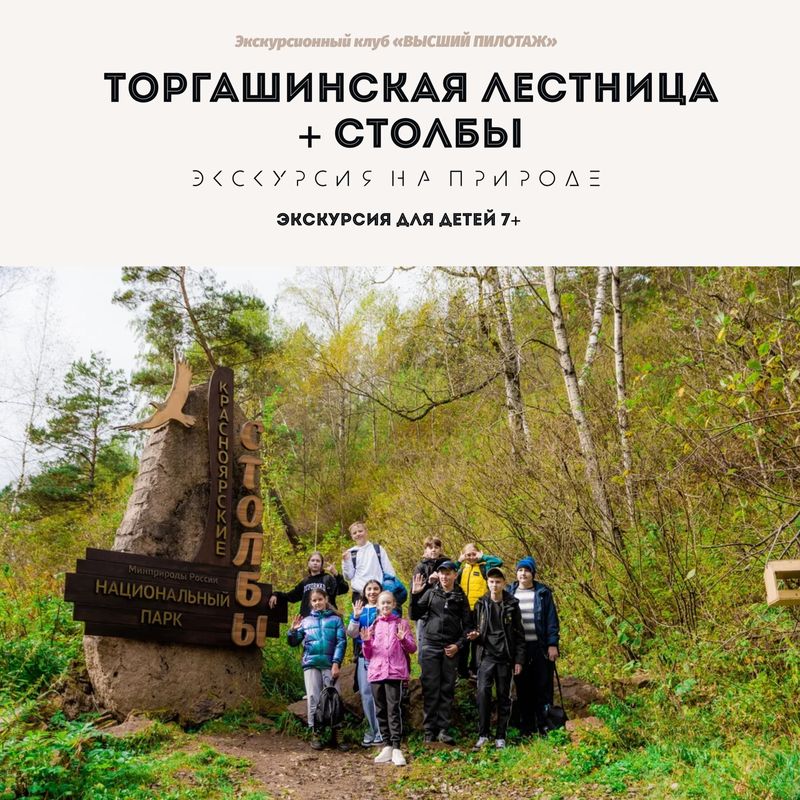 Экскурсионный клуб «ВЫСШИЙ ПИЛОТАЖ»
ТОРГАШИНСКАЯ ЛЕСТНИЦА
+ СТОЛБЫ
ЭКСКУРСИЯ НА ПРИРОДЕ
ЭКСКУРСИЯ ДЛЯ ДЕТЕЙ 7+
КРАСНОЯРСКИЕ
СТОЛБЫ
Минприроды России
НАЦИОНАЛЬНЫЙ
ПАРК